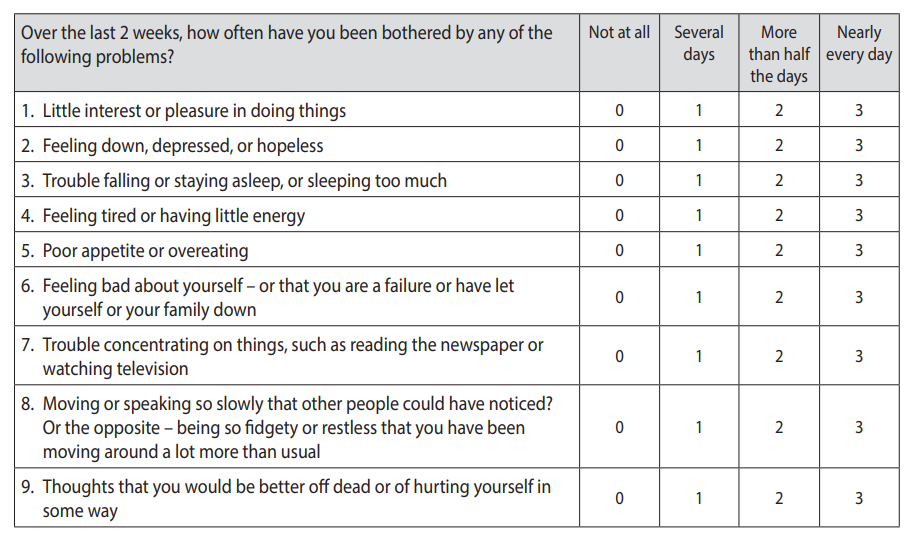 Over the last 2 weeks, how often have you been bothered by any of the
following problems?
Not at all
Several
days
More
than half
the days
Nearly
every day
1. Little interest or pleasure in doing things 0 1 2 3
2. Feeling down, depressed, or hopeless 0 1 2 3
3. Trouble falling or staying asleep, or sleeping too much 0 1 2 3
4. Feeling tired or having little energy 0 1 2 3
5. Poor appetite or overeating 0 1 2 3
6. Feeling bad about yourself – or that you are a failure or have let
yourself or your family down
0 1 2 3
7. Trouble concentrating on things, such as reading the newspaper or
watching television
0 1 2 3
8. Moving or speaking so slowly that other people could have noticed?
Or the opposite – being so fidgety or restless that you have been
moving around a lot more than usual
0 1 2 3
9. Thoughts that you would be better off dead or of hurting yourself in
some way
0 1 2 3